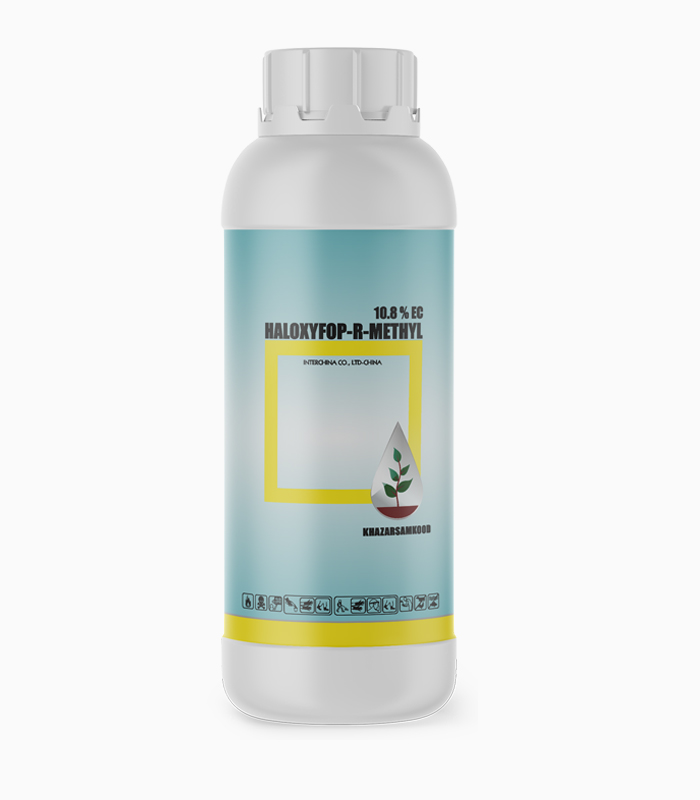 10.8 % EC
HALOXYFOP-R-METHYL
INTERCHINA CO., LTD-CHINA
KHAZARSAMKOOD